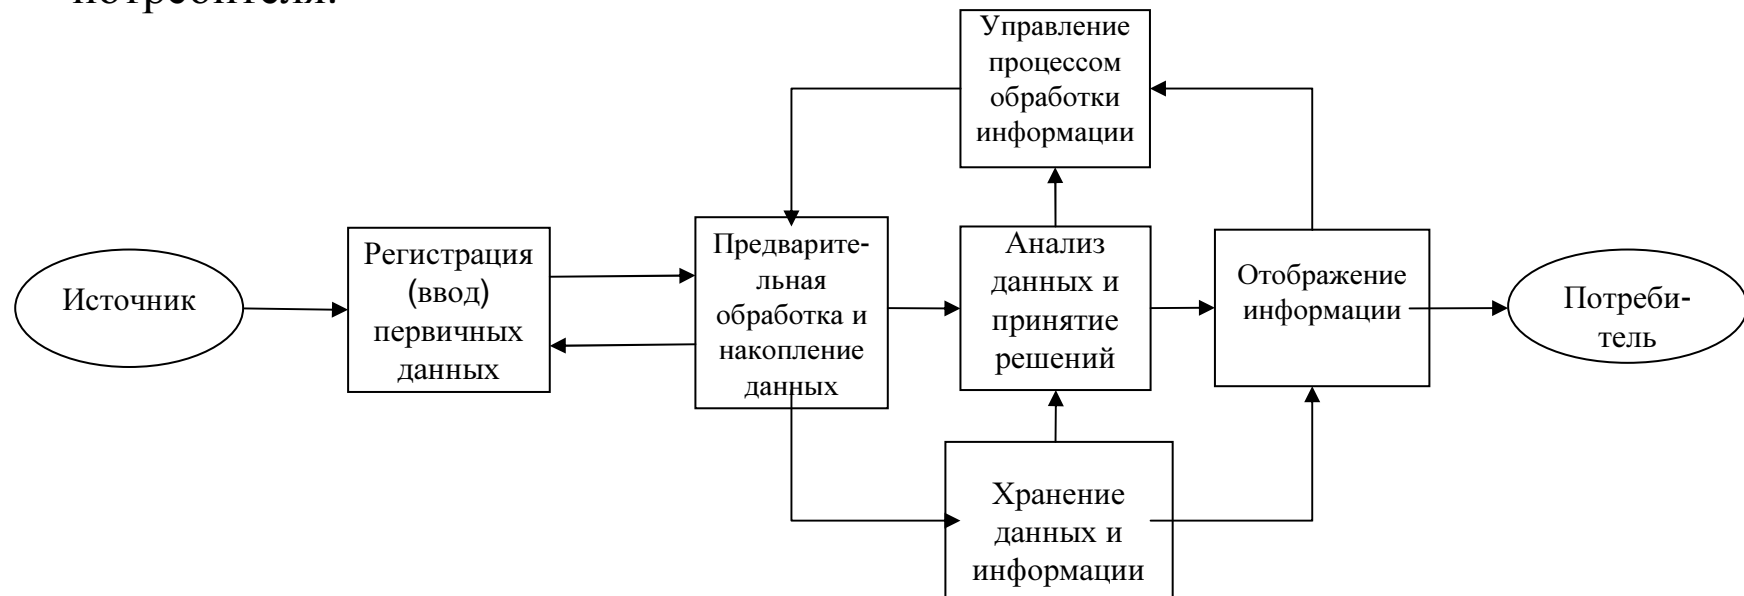 потребителя.
Управление
процессом
обработки
информации
Источник
Регистрация
(ввод)
первичных
данных
Предварите-
льная
обработка и
накопление
данных
Анализ
данных и
принятие
решений
Отображение
информации
Потреби-
тель
Хранение
данных и
информации